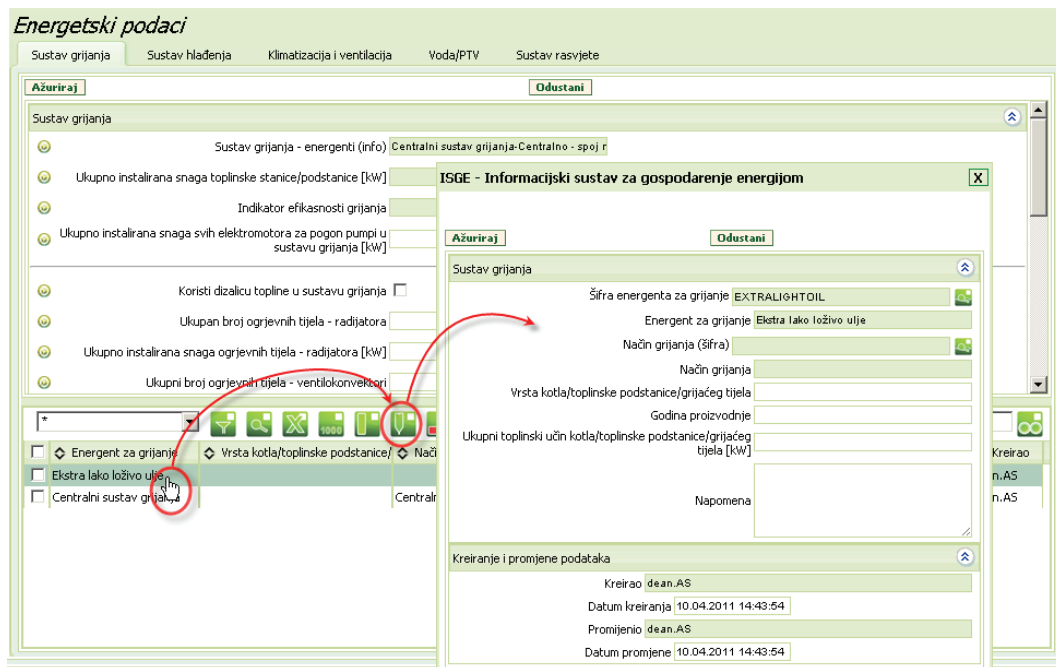 Energetski podaci
Sustav grijanja Sustav hlađenja Klimatizacija i ventilacija Voda/PTV Sustav rasvjete
Ažuriraj Odustani
Sustav grijanja
Sustav grijanja - energenti (info) Centralni sustav grijanja-Centralno - spoj r
Ukupno instalirana snaga toplinske stanice/podstanice [kW]
Indikator efikasnosti grijanja
Ukupno instalirana snaga svih elektromotora za pogon pumpi u
sustavu grijanja [kW]
Koristi dizalicu topline u sustavu grijanja
Ukupan broj ogrjevnih tijela - radijatora
Ukupno instalirana snaga ogrjevnih tijela - radijatora [kW]
Ukupni broj ogrjevnih tijela - ventilokonvektori
*
1000
Energent za grijanje Vrsta kotla/toplinske podstanice/ Nači Kreirao
Ekstra lako loživo ulje n.AS
Centralni sustav grijanja Centraln n.AS
ISGE - Informacijski sustav za gospodarenje energijom X
Ažuriraj Odustani
Sustav grijanja
Šifra energenta za grijanje EXTRALIGHTOIL
Energent za grijanje Ekstra lako loživo ulje
Način grijanja (šifra)
Način grijanja
Vrsta kotla/toplinske podstanice/grijaćeg tijela
Godina proizvodnje
Ukupni toplinski učin kotla/toplinske podstanice/grijaćeg
tijela [kW]
Napomena
Kreiranje i promjene podataka
Kreirao dean.AS
Datum kreiranja 10.04.2011 14:43:54
Promijenio dean.AS
Datum promjene 10.04.2011 14:43:54